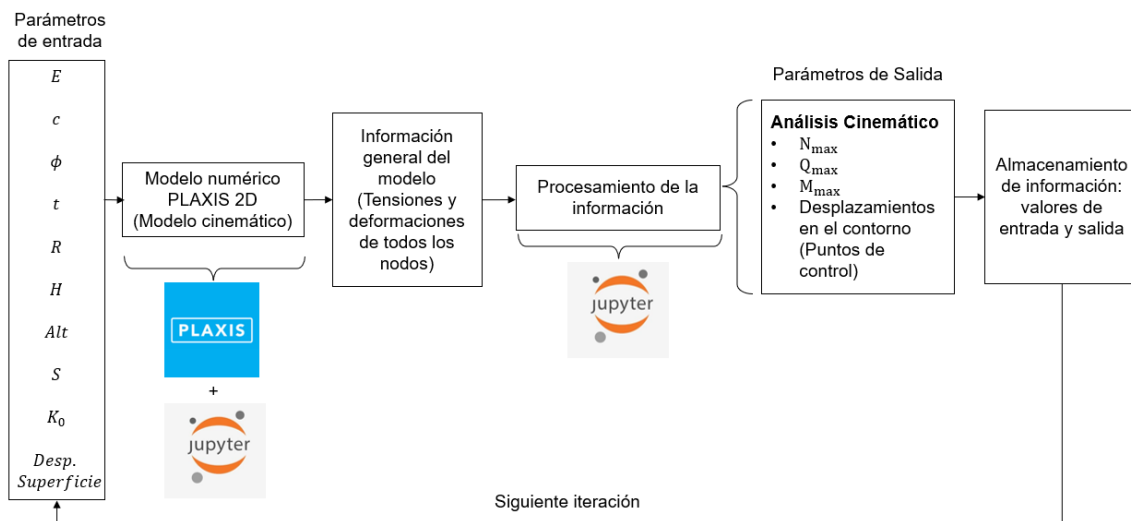 Parámetros
de entrada
E
c
ϕ
t
R
H
Alt
S
K₀
Desp.
Superficie
Modelo numérico
PLAXIS 2D
(Modelo cinemático)
PLAXIS
+
jupyter
Información
general del
modelo
(Tensiones y
deformaciones
de todos los
nodos)
Procesamiento de la
información
jupyter
Parámetros de Salida
Análisis Cinemático
• Nmax
• Qmax
• Mmax
• Desplazamientos
en el contorno
(Puntos de
control)
Almacenamiento
de información:
valores de
entrada y salida
Siguiente iteración